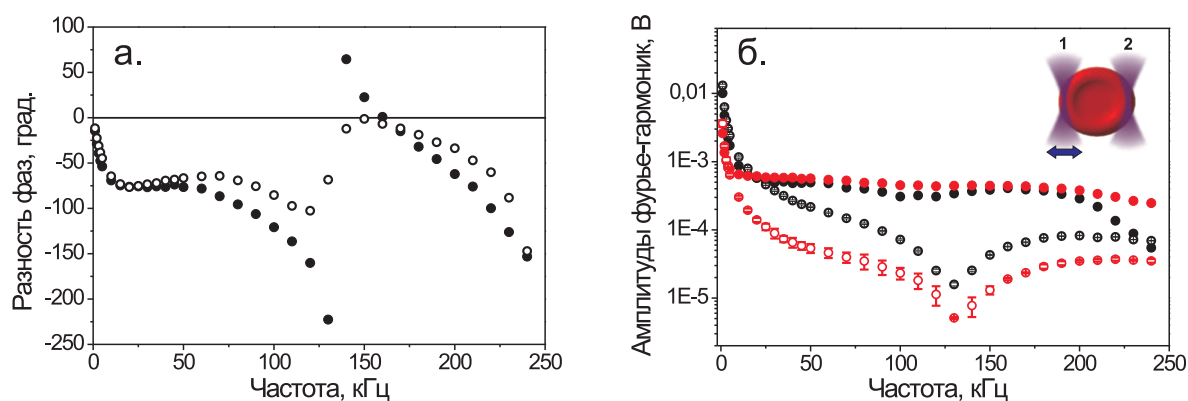 а.
Разность фаз, град.
100
50
0
-50
-100
-150
-200
-250
0
50
100
150
200
250
Частота, кГц
б.
Амплитуды фурье-гармоник, В
0,01
1E-3
1E-4
1E-5
0
50
100
150
200
250
Частота, кГц
1 2